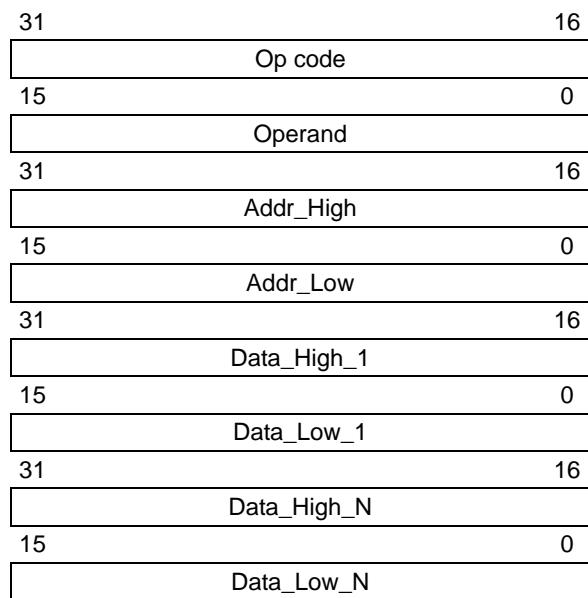 31 16
Op code
15 0
Operand
31 16
Addr_High
15 0
Addr_Low
31 16
Data_High_1
15 0
Data_Low_1
31 16
Data_High_N
15 0
Data_Low_N